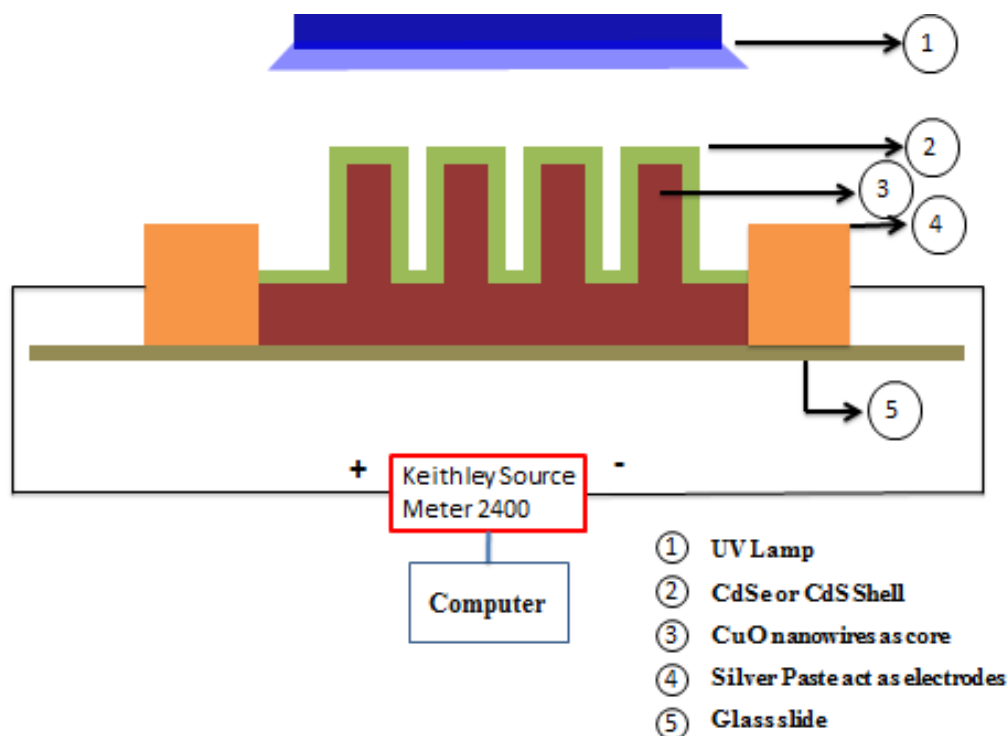 1
2
3
4
5
+
-
Keithley Source
Meter 2400
Computer
1 UV Lamp
2 CdSe or CdS Shell
3 CuO nanowires as core
4 Silver Paste act as electrodes
5 Glass slide